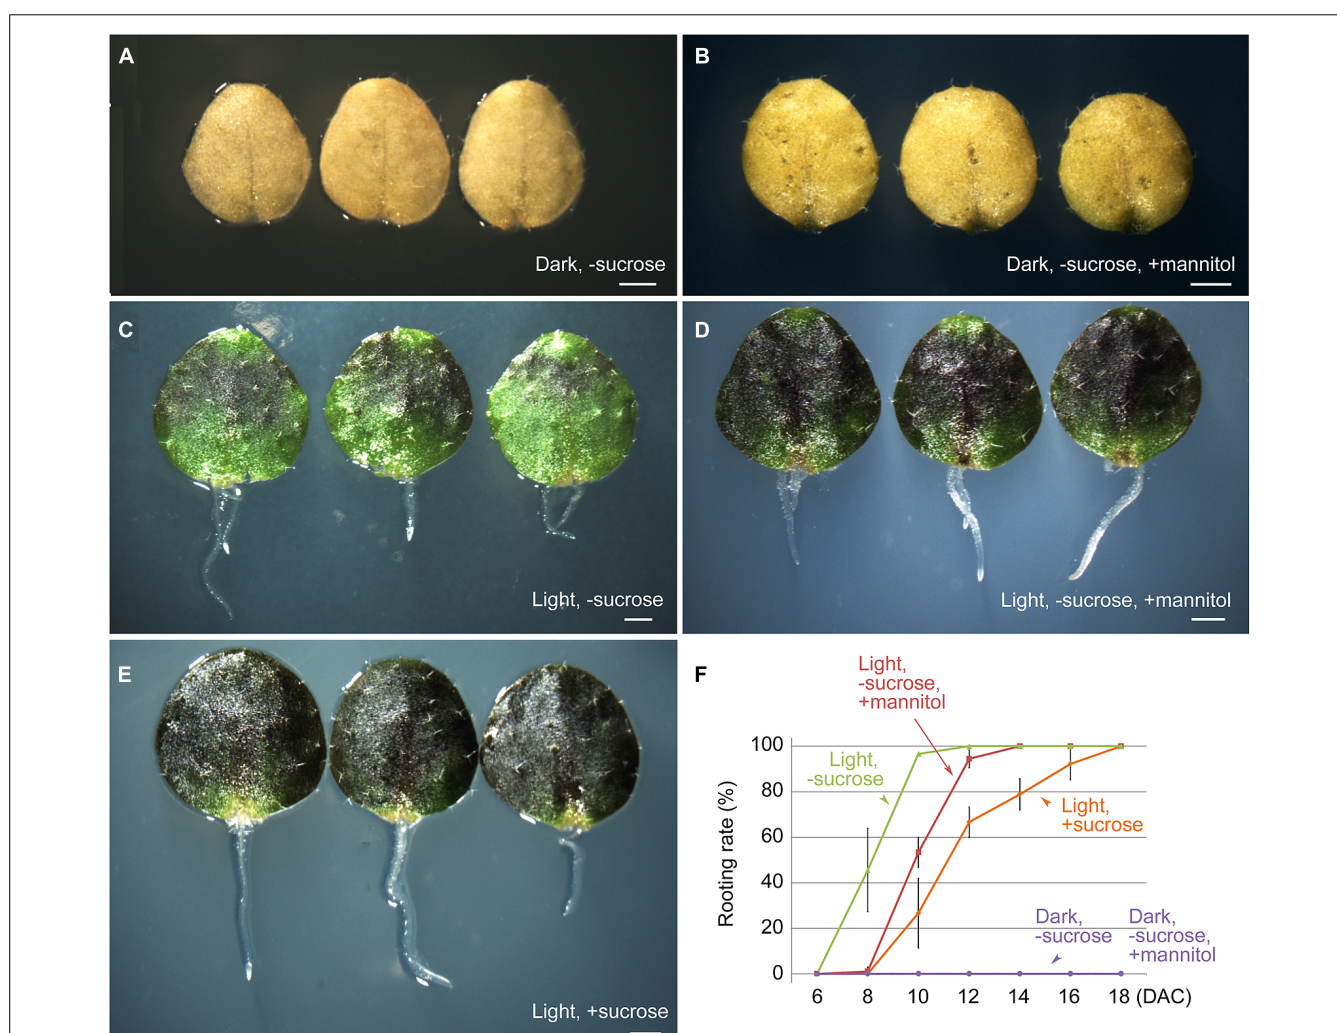 A
Dark, -sucrose
B
Dark, -sucrose, +mannitol
C
Light, -sucrose
D
Light, -sucrose, +mannitol
E
Light, +sucrose
F
Light,
-sucrose,
+mannitol
Light,
-sucrose
Light,
+sucrose
Dark,
-sucrose
Dark,
-sucrose,
+mannitol
Rooting rate (%)
100
80
60
40
20
0
6 8 10 12 14 16 18 (DAC)